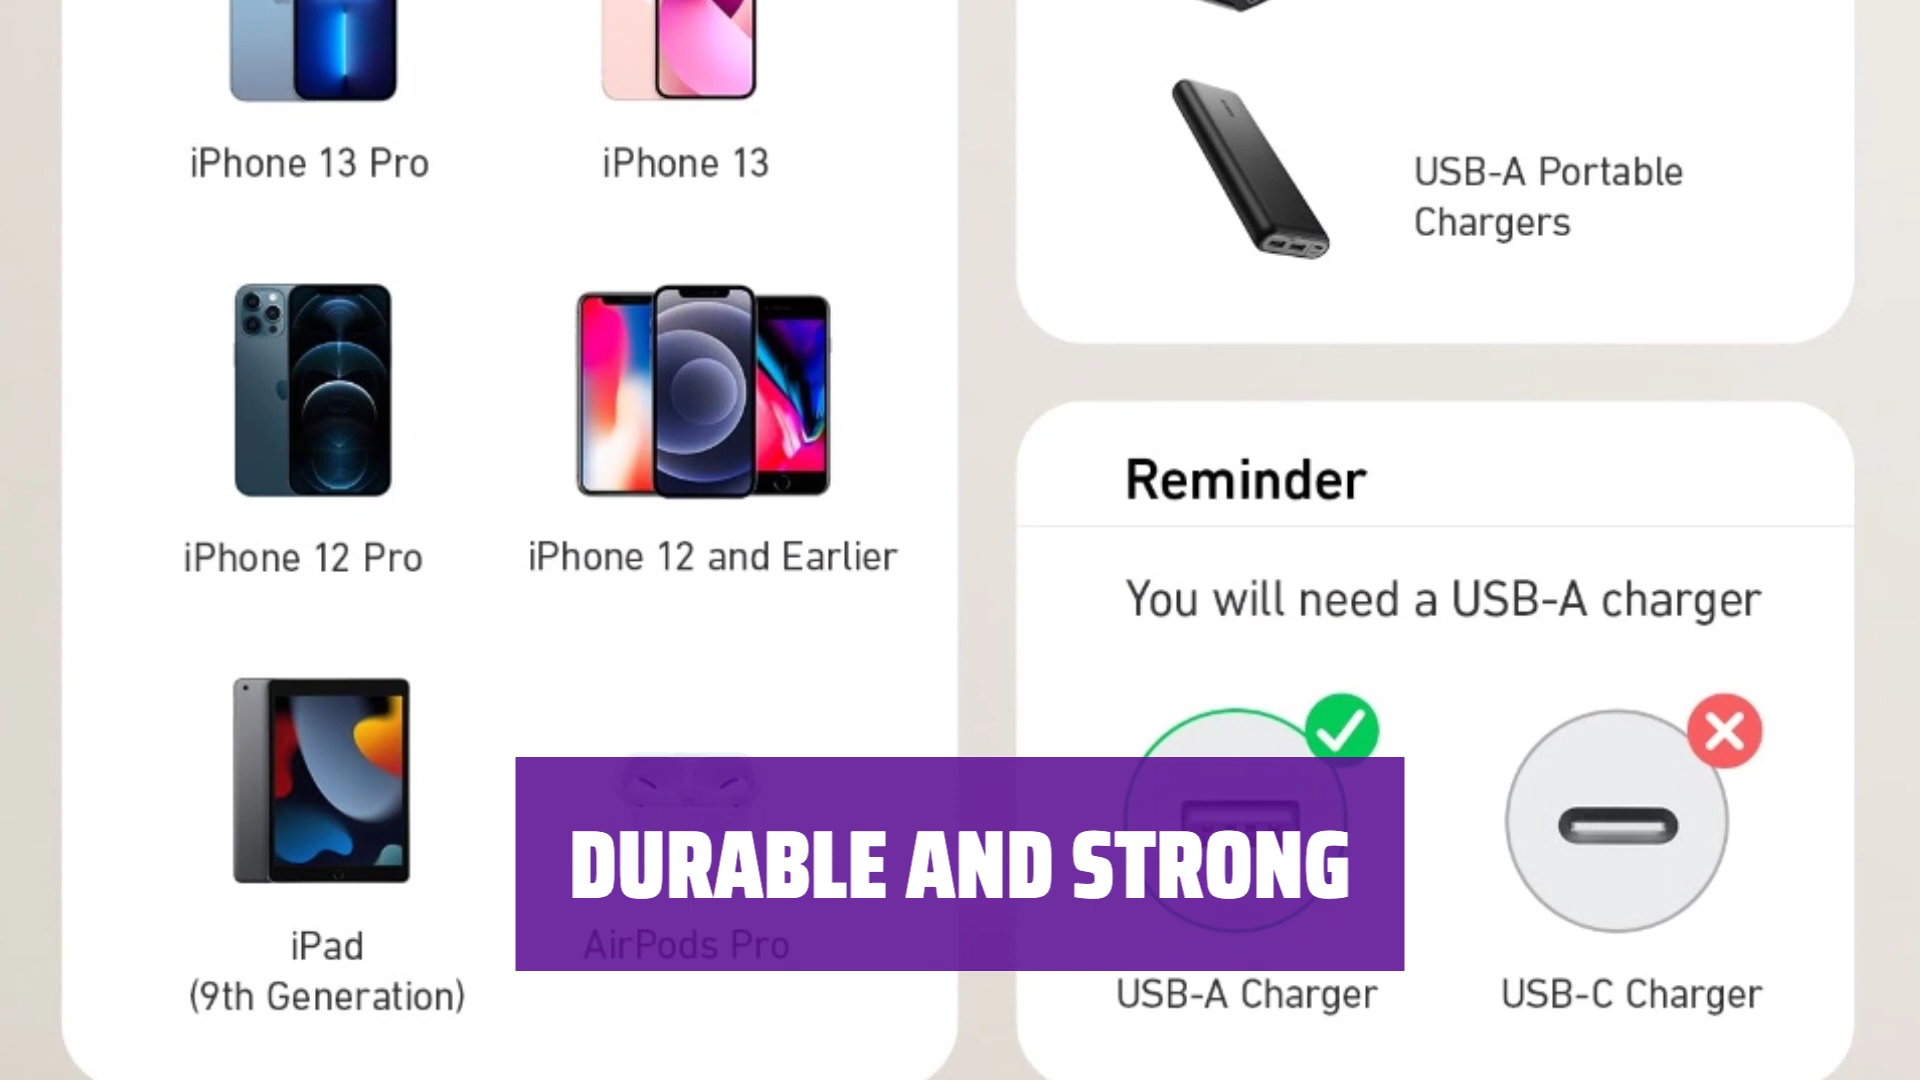 iPhone 13 Pro
iPhone 13
iPhone 12 Pro
iPhone 12 and Earlier
iPad
(9th Generation)
AirPods Pro
USB-A Portable
Chargers
Reminder
You will need a USB-A charger
USB-A Charger
USB-C Charger
DURABLE AND STRONG